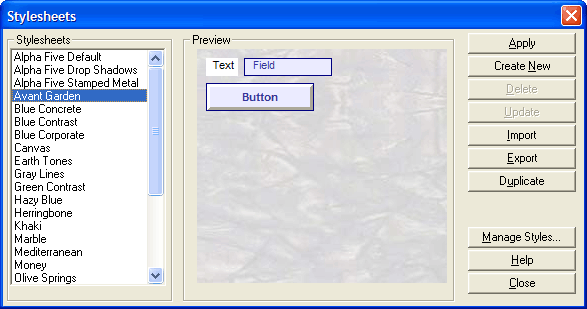 Stylesheets
Stylesheets
Alpha Five Default
Alpha Five Drop Shadows
Alpha Five Stamped Metal
Avant Garden
Blue Concrete
Blue Contrast
Blue Corporate
Canvas
Earth Tones
Gray Lines
Green Contrast
Hazy Blue
Herringbone
Khaki
Marble
Mediterranean
Money
Olive Springs
Preview
Text Field
Button
Apply
Create New
Delete
Update
Import
Export
Duplicate
Manage Styles...
Help
Close